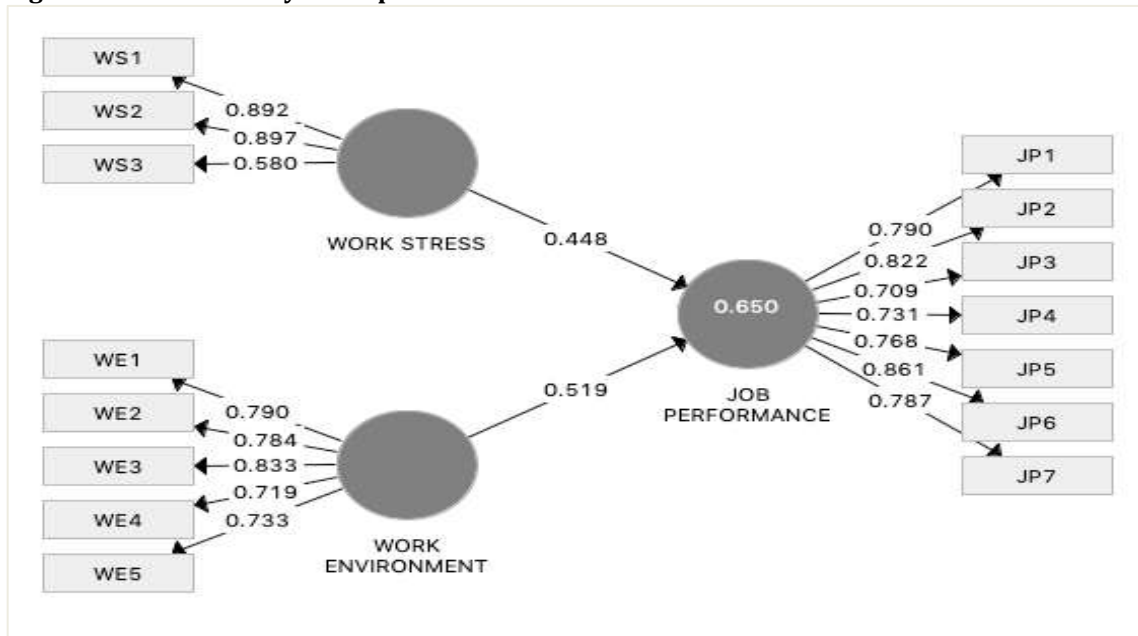 WS1
WS2
WS3
0.892
0.897
0.580
WORK STRESS
0.448
WE1
WE2
WE3
WE4
WE5
0.790
0.784
0.833
0.719
0.733
WORK
ENVIRONMENT
0.519
0.650
JOB
PERFORMANCE
0.790
0.822
0.709
0.731
0.768
0.861
0.787
JP1
JP2
JP3
JP4
JP5
JP6
JP7